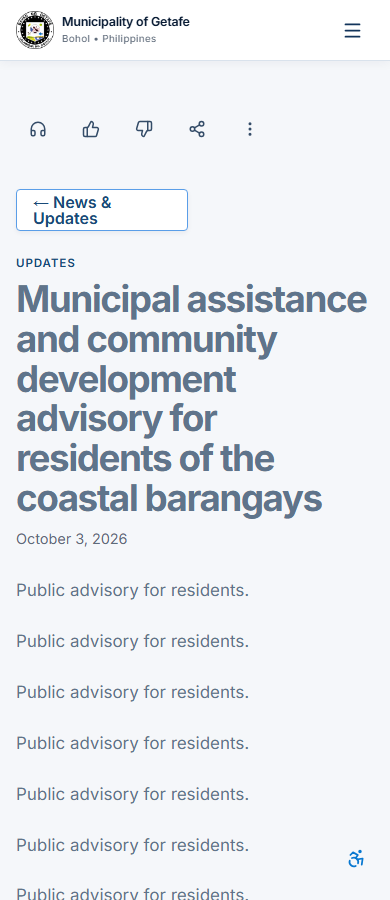 Municipality of Getafe
Bohol • Philippines
← News &
Updates
UPDATES
Municipal assistance
and community
development
advisory for
residents of the
coastal barangays
October 3, 2026
Public advisory for residents.
Public advisory for residents.
Public advisory for residents.
Public advisory for residents.
Public advisory for residents.
Public advisory for residents.
Public advisory for residents.